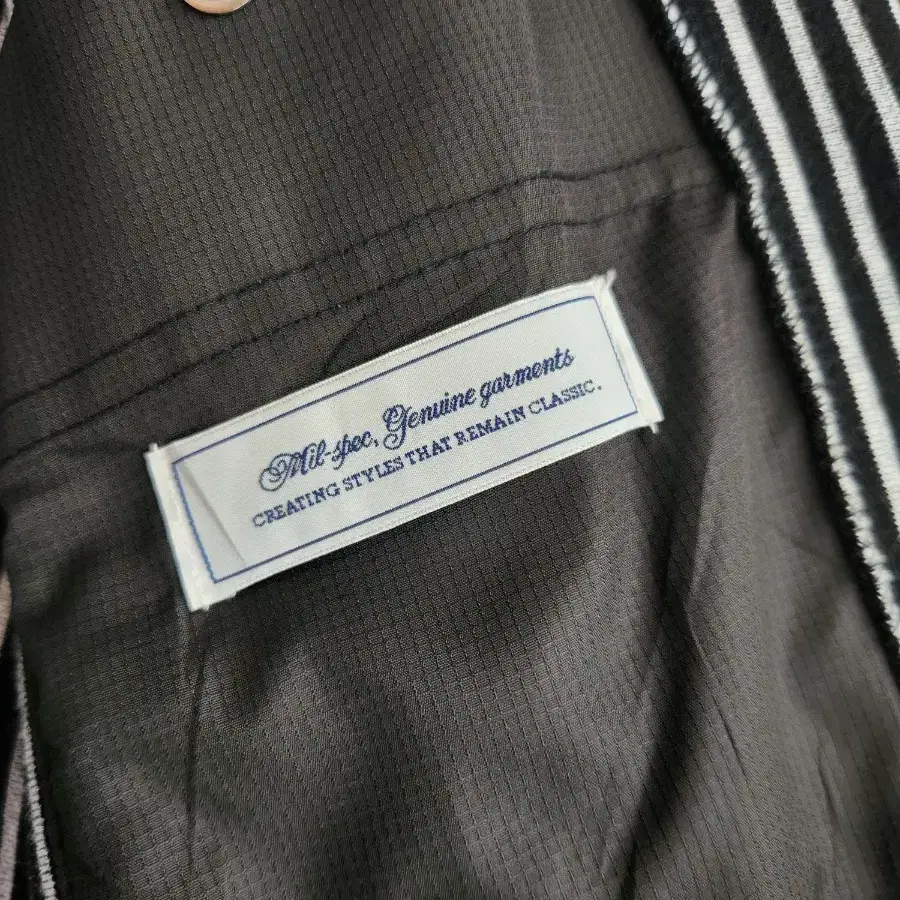 Mil-spec, Genuine garments
CREATING STYLES THAT REMAIN CLASSIC.